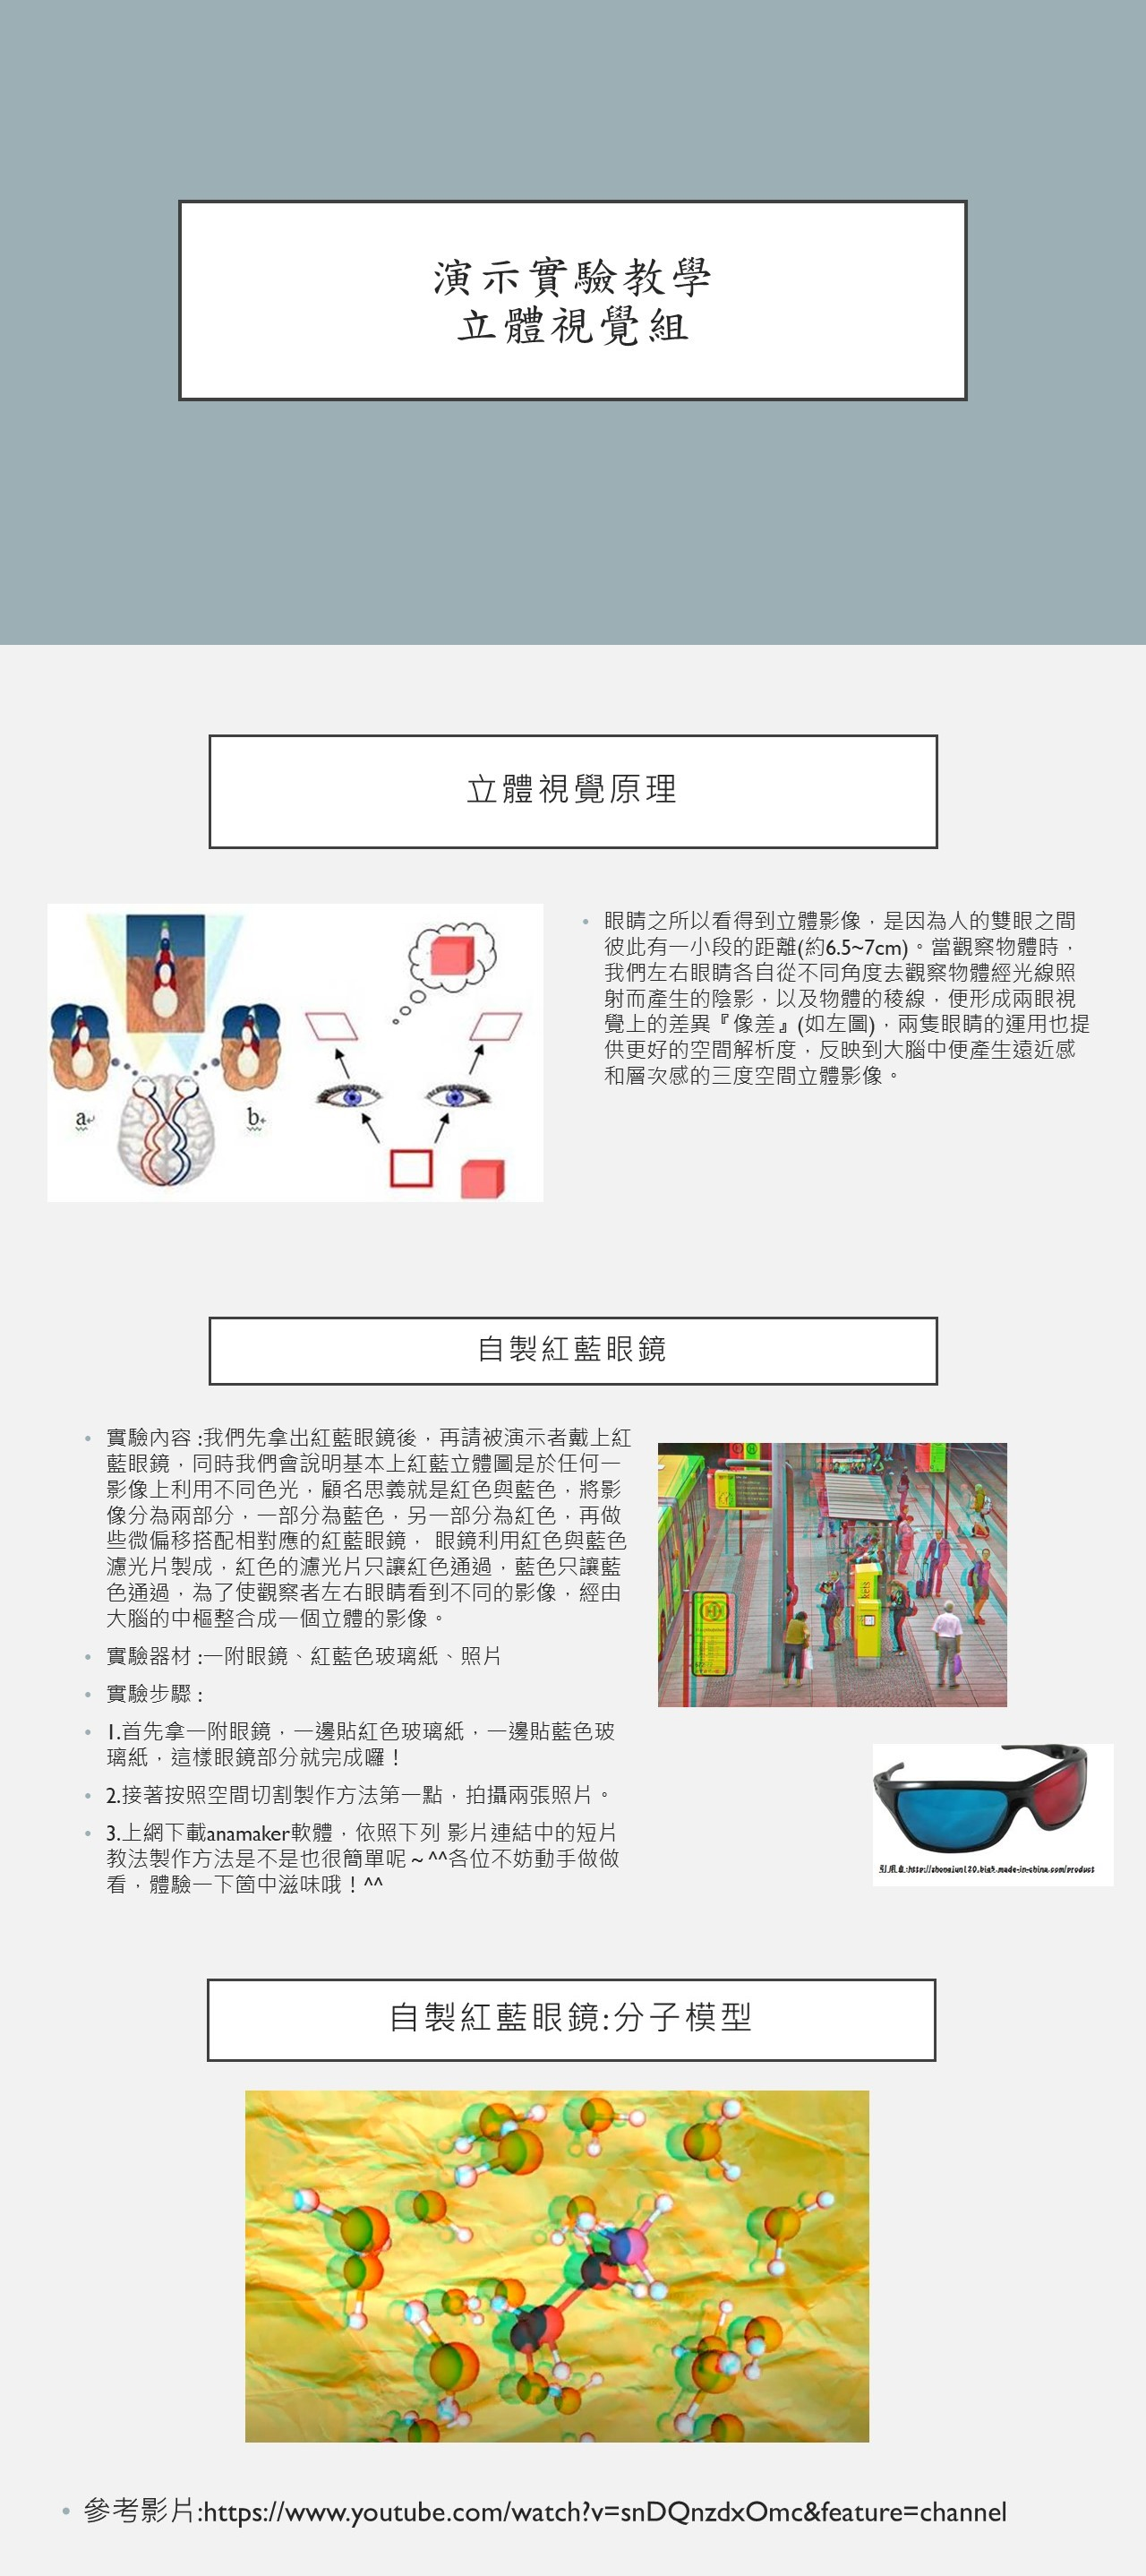 演示實驗教學
立體視覺組
立體視覺原理
a
b
• 眼睛之所以看得到立體影像，是因為人的雙眼之間
彼此有一小段的距離(約6.5~7cm)。當觀察物體時，
我們左右眼睛各自從不同角度去觀察物體經光線照
射而產生的陰影，以及物體的稜線，便形成兩眼視
覺上的差異『像差』(如左圖)，兩隻眼睛的運用也提
供更好的空間解析度，反映到大腦中便產生遠近感
和層次感的三度空間立體影像。
自製紅藍眼鏡
• 實驗內容 :我們先拿出紅藍眼鏡後，再請被演示者戴上紅
藍眼鏡，同時我們會說明基本上紅藍立體圖是於任何一
影像上利用不同色光，顧名思義就是紅色與藍色，將影
像分為兩部分，一部分為藍色，另一部分為紅色，再做
些微偏移搭配相對應的紅藍眼鏡， 眼鏡利用紅色與藍色
濾光片製成，紅色的濾光片只讓紅色通過，藍色只讓藍
色通過，為了使觀察者左右眼睛看到不同的影像，經由
大腦的中樞整合成一個立體的影像。
• 實驗器材 :一附眼鏡、紅藍色玻璃紙、照片
• 實驗步驟 :
• 1.首先拿一附眼鏡，一邊貼紅色玻璃紙，一邊貼藍色玻
璃紙，這樣眼鏡部分就完成囉！
• 2.接著按照空間切割製作方法第一點，拍攝兩張照片。
• 3.上網下載anamaker軟體，依照下列 影片連結中的短片
教法製作方法是不是也很簡單呢～^^各位不妨動手做做
看，體驗一下箇中滋味哦！^^
自製紅藍眼鏡:分子模型
• 參考影片:https://www.youtube.com/watch?v=snDQnzdxOmc&feature=channel